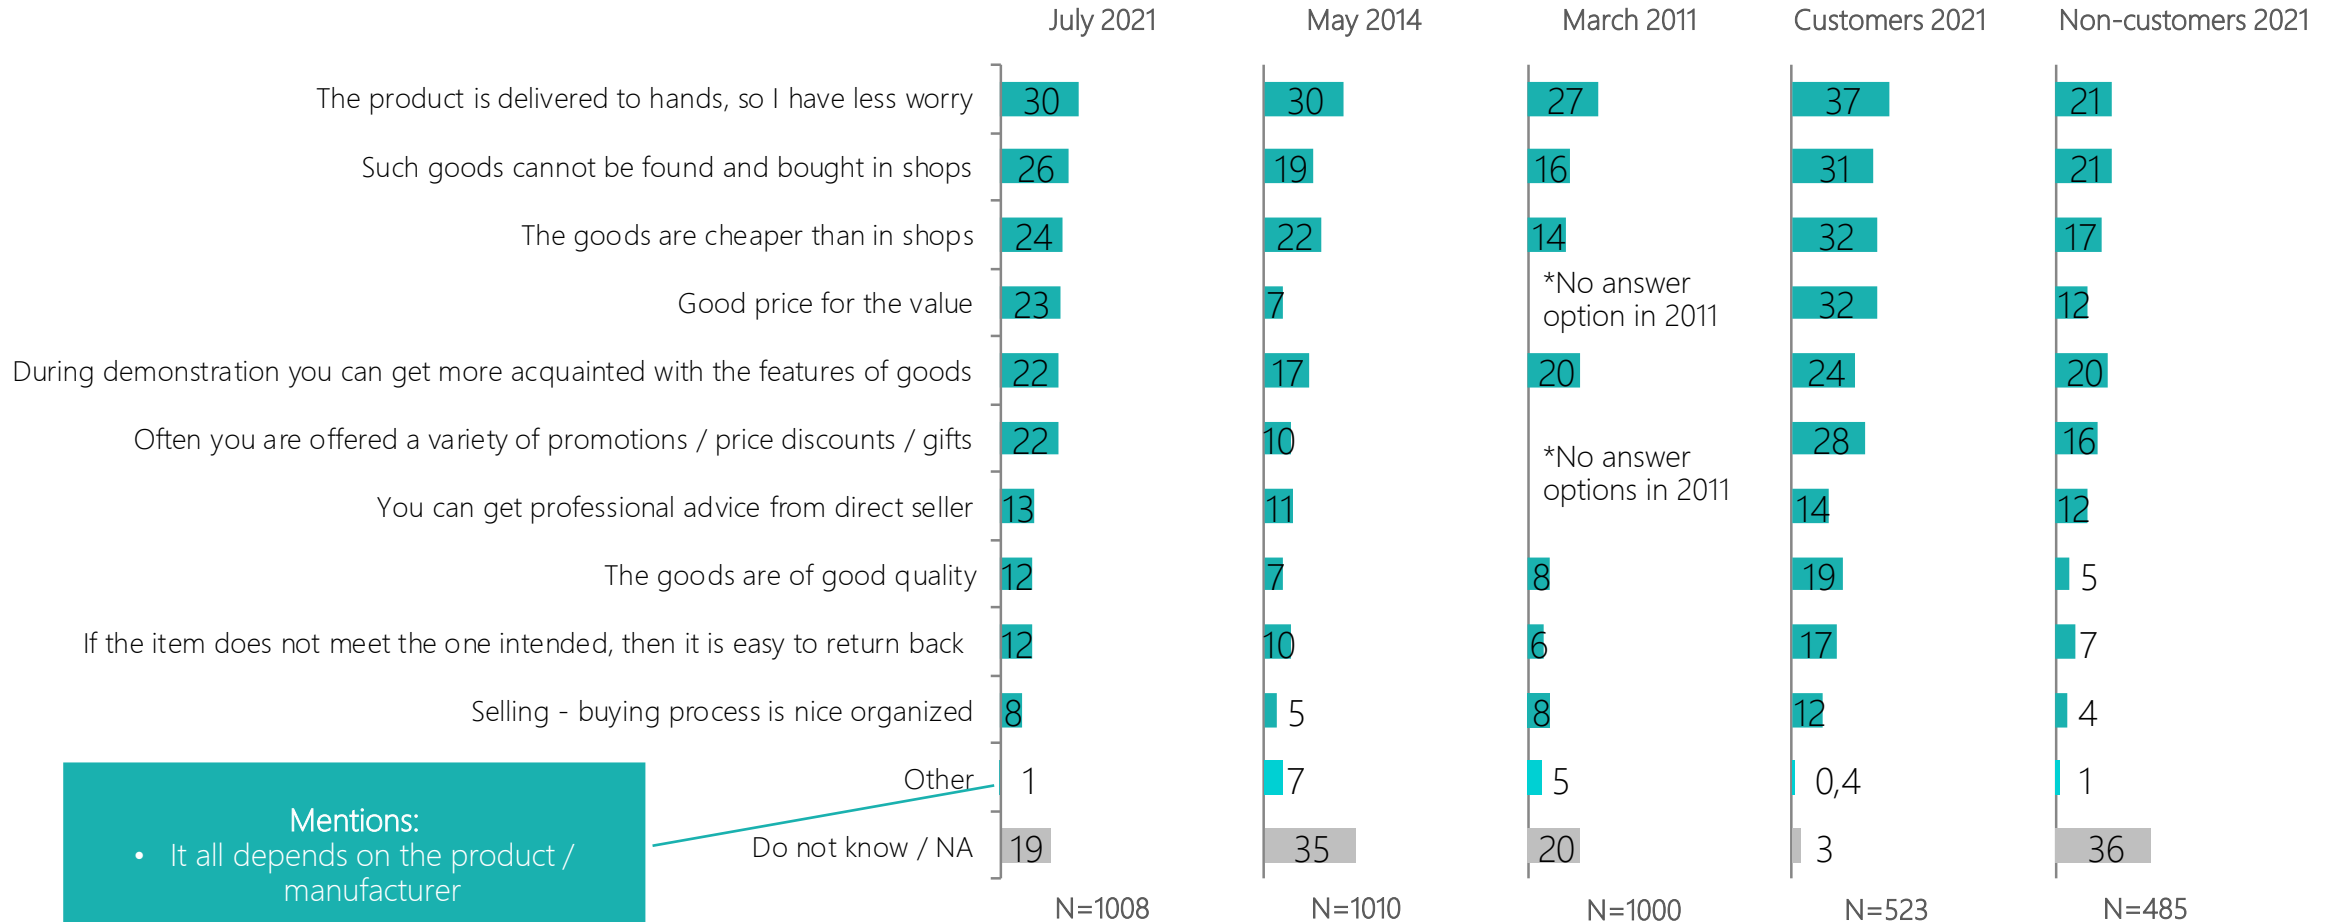 July 2021 May 2014 March 2011 Customers 2021 Non-customers 2021
The product is delivered to hands, so I have less worry 30 30 27 37 21
Such goods cannot be found and bought in shops 26 19 16 31 21
The goods are cheaper than in shops 24 22 14 32 17
*No answer
option in 2011
Good price for the value 23 7 32 12
During demonstration you can get more acquainted with the features of goods 22 17 20 24 20
Often you are offered a variety of promotions / price discounts / gifts 22 10 28 16
*No answer
options in 2011
You can get professional advice from direct seller 13 11 14 12
The goods are of good quality 12 7 8 19 5
If the item does not meet the one intended, then it is easy to return back 12 10 6 17 7
Selling - buying process is nice organized 8 5 8 12 4
Other 1 7 5 0,4 1
Do not know / NA 19 35 20 3 36
Mentions:
• It all depends on the product /
manufacturer
N=1008 N=1010 N=1000 N=523 N=485